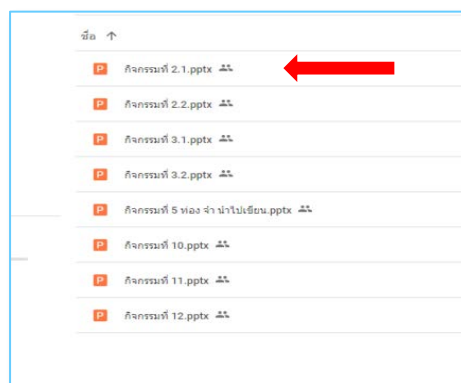 ชื่อ
กิจกรรมที่ 2.1.pptx
กิจกรรมที่ 2.2.pptx
กิจกรรมที่ 3.1.pptx
กิจกรรมที่ 3.2.pptx
กิจกรรมที่ 5 ท่อง จำ นำไปเขียน.pptx
กิจกรรมที่ 10.pptx
กิจกรรมที่ 11.pptx
กิจกรรมที่ 12.pptx